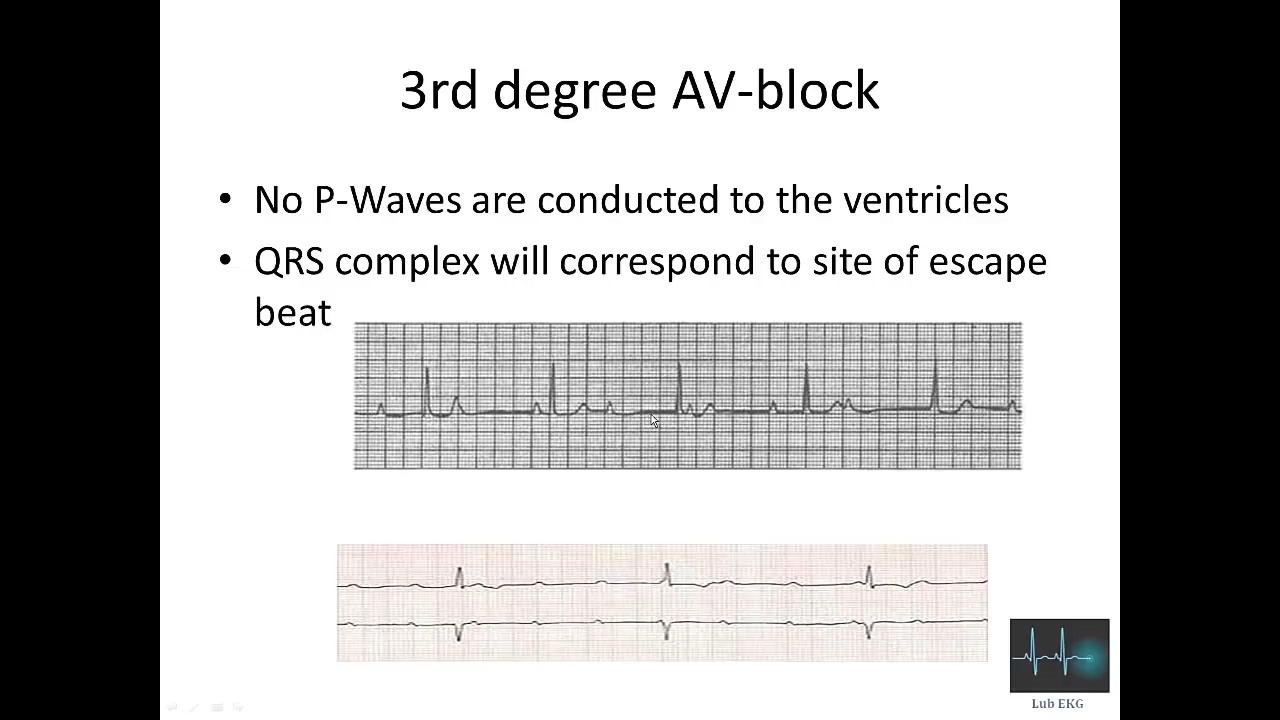 3rd degree AV-block
• No P-Waves are conducted to the ventricles
• QRS complex will correspond to site of escape
beat
Lub EKG